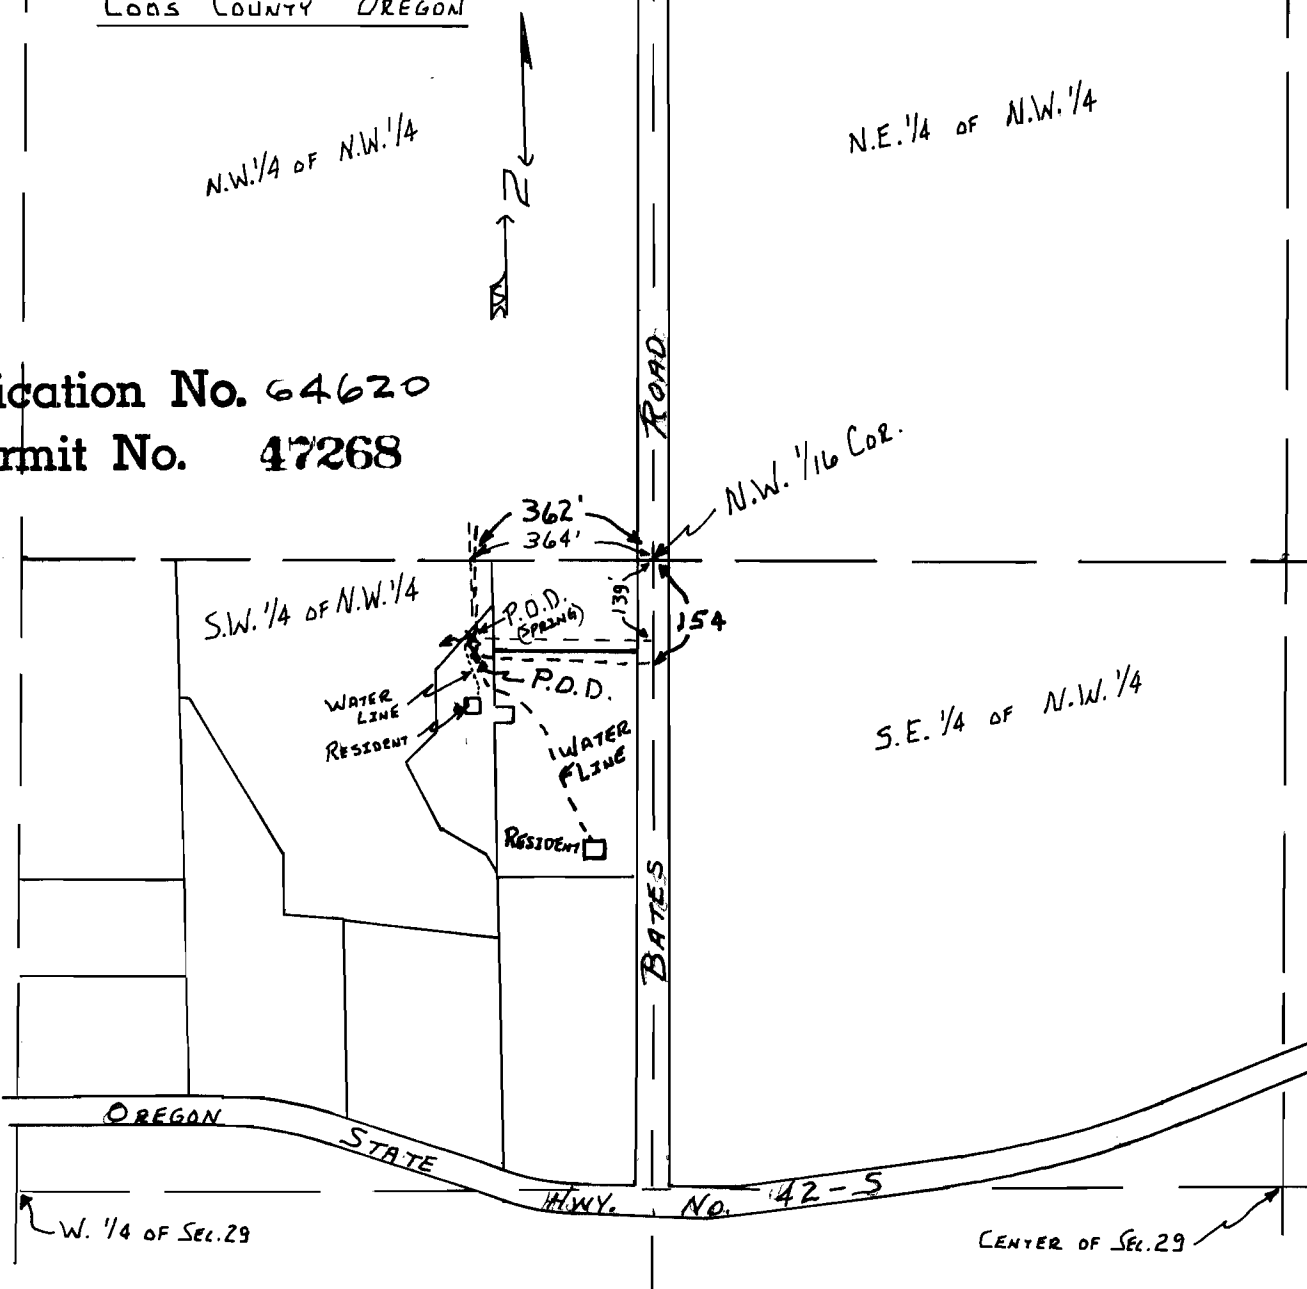 COOS COUNTY OREGON
N.W. 1/4 OF N.W. 1/4
N.E. 1/4 OF N.W. 1/4
N
ication No. 64620
rmit No. 47268
ROAD
N.W. 1/16 COR.
362'
364'
139'
154
S.W. 1/4 OF N.W. 1/4
P.O.D.
(SPRING)
P.O.D.
WATER
LINE
RESIDENT
WATER
LINE
S.E. 1/4 OF N.W. 1/4
RESIDENT
BATES
OREGON STATE HWY. NO. 42-S
W. 1/4 OF SEC. 29
CENTER OF SEC. 29